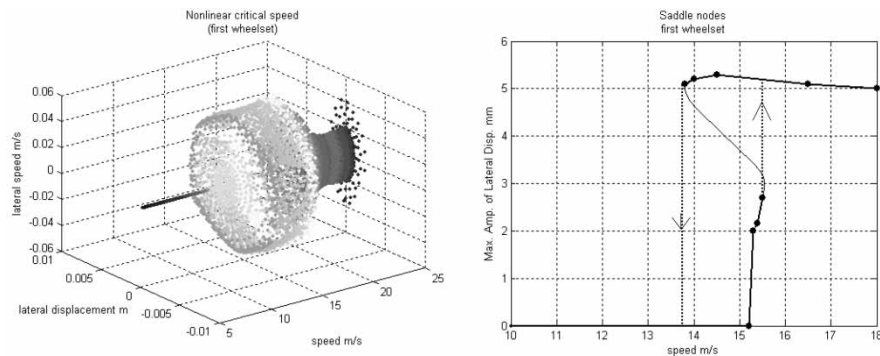 Nonlinear critical speed
(first wheelset)
0.06
0.04
0.02
0
-0.02
-0.04
-0.06
lateral speed m/s
0.01
0.005
0
-0.005
-0.01
lateral displacement m
5
10
15
20
25
speed m/s
Saddle nodes
first wheelset
6
5
4
3
2
1
0
Max. Amp. of Lateral Disp. mm
10 11 12 13 14 15 16 17 18
speed m/s